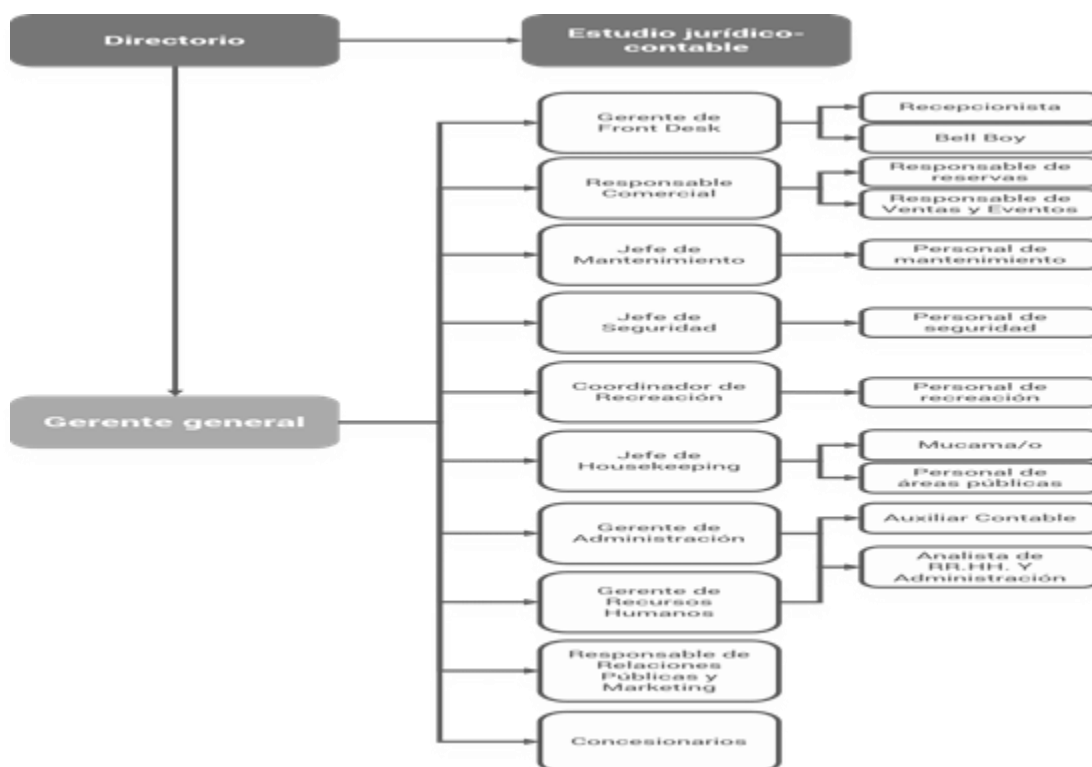 Directorio
Estudio jurídico-
contable
Gerente de
Front Desk
Recepcionista
Bell Boy
Responsable
Comercial
Responsable de
reservas
Responsable de
Ventas y Eventos
Jefe de
Mantenimiento
Personal de
mantenimiento
Jefe de
Seguridad
Personal de
seguridad
Coordinador de
Recreación
Personal de
recreación
Gerente general
Jefe de
Housekeeping
Mucama/o
Personal de
áreas públicas
Gerente de
Administración
Auxiliar Contable
Analista de
RR.HH. Y
Administración
Gerente de
Recursos
Humanos
Responsable de
Relaciones
Públicas y
Marketing
Concesionarios